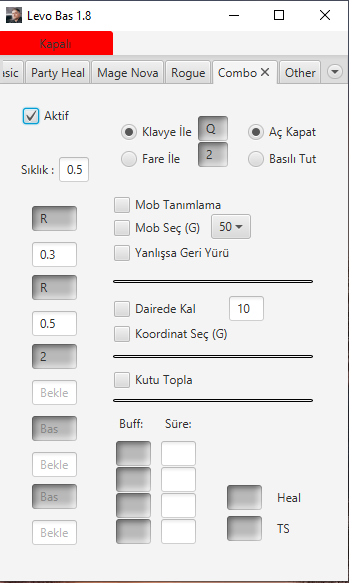 Levo Bas 1.8
Kapalı
asic Party Heal Mage Nova Rogue Combo Other
Aktif
Klavye İle Q Aç Kapat
Fare İle 2 Basılı Tut
Sıklık : 0.5
Mob Tanımlama
R Mob Seç (G) 50
0.3 Yanlışsa Geri Yürü
R
0.5 Dairede Kal 10
Koordinat Seç (G)
2
Bekle Kutu Topla
Bas Buff: Süre:
Bekle
Bas Heal
Bekle TS